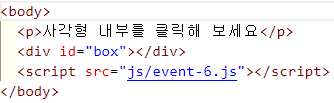 <body>
<p>사각형 내부를 클릭해 보세요</p>
<div id="box"></div>
<script src="js/event-6.js"></script>
</body>